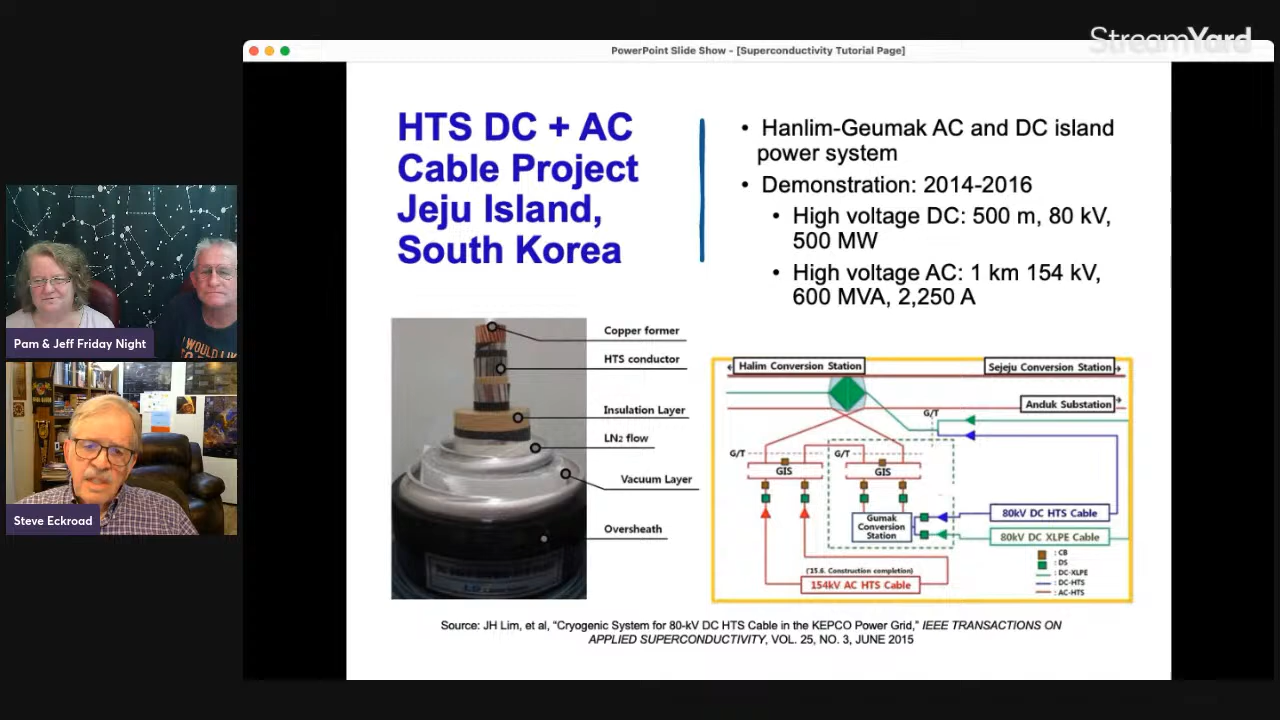 StreamYard
PowerPoint Slide Show - [Superconductivity Tutorial Page]
HTS DC + AC
Cable Project
Jeju Island,
South Korea
• Hanlim-Geumak AC and DC island
power system
• Demonstration: 2014-2016
• High voltage DC: 500 m, 80 kV,
500 MW
• High voltage AC: 1 km 154 kV,
600 MVA, 2,250 A
Pam & Jeff Friday Night
I WOULD
Steve Eckroad
Copper former
HTS conductor
Insulation Layer
LN2 flow
Vacuum Layer
Oversheath
Halim Conversion Station
Sejeju Conversion Station
Anduk Substation
G/T
G/T
G/T
GIS
GIS
Gumak
Conversion
Station
80kV DC HTS Cable
80kV DC XLPE Cable
: CB
: DS
: DC-XLPE
: DC-HTS
: AC-HTS
('15.6. Construction completion)
154kV AC HTS Cable
Source: JH Lim, et al, “Cryogenic System for 80-kV DC HTS Cable in the KEPCO Power Grid,” IEEE TRANSACTIONS ON
APPLIED SUPERCONDUCTIVITY, VOL. 25, NO. 3, JUNE 2015